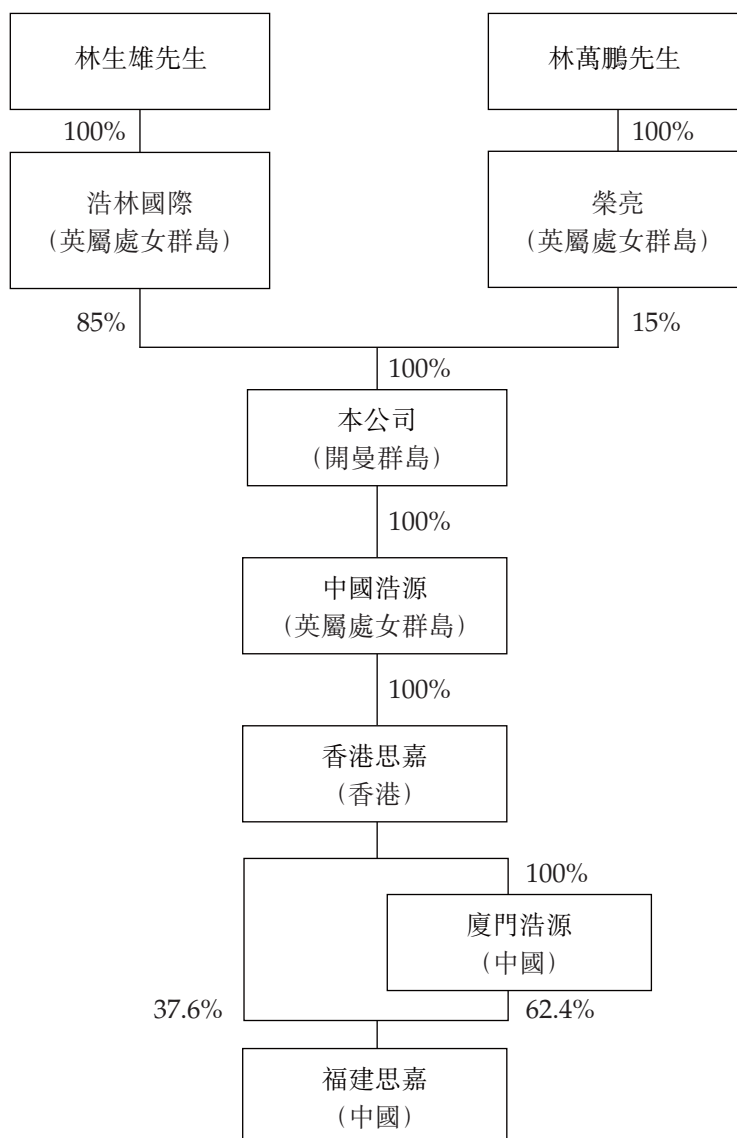 林生雄先生
林萬鵬先生
100%
100%
浩林國際
(英屬處女群島)
榮亮
(英屬處女群島)
85%
15%
100%
本公司
(開曼群島)
100%
中國浩源
(英屬處女群島)
100%
香港思嘉
(香港)
100%
廈門浩源
(中國)
37.6%
62.4%
福建思嘉
(中國)